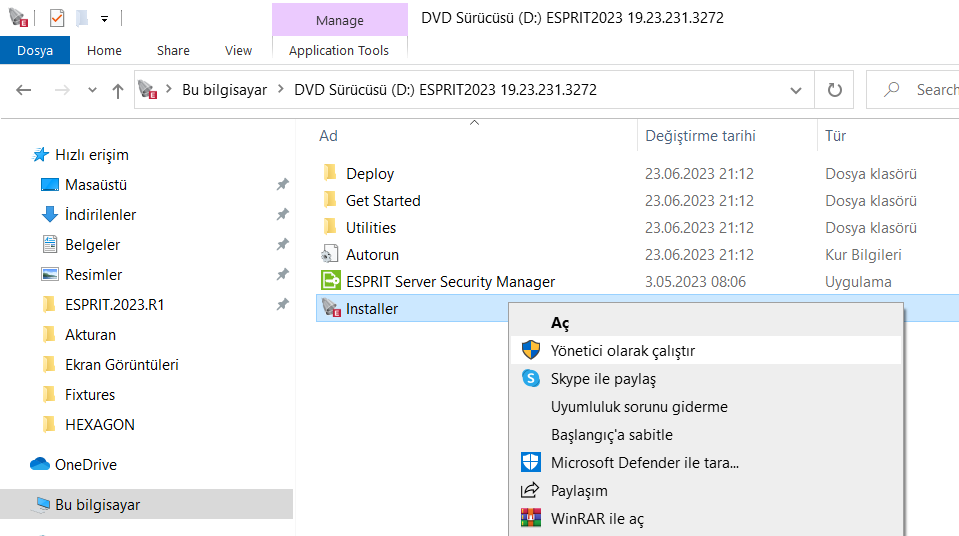 Manage
DVD Sürücüsü (D:) ESPRIT2023 19.23.231.3272
Dosya
Home
Share
View
Application Tools
Bu bilgisayar
DVD Sürücüsü (D:) ESPRIT2023 19.23.231.3272
Search
Ad
Değiştirme tarihi
Tür
Hızlı erişim
Masaüstü
İndirilenler
Belgeler
Resimler
ESPRIT.2023.R1
Akturan
Ekran Görüntüleri
Fixtures
HEXAGON
OneDrive
Bu bilgisayar
Deploy 23.06.2023 21:12 Dosya klasörü
Get Started 23.06.2023 21:12 Dosya klasörü
Utilities 23.06.2023 21:12 Dosya klasörü
Autorun 23.06.2023 21:12 Kur Bilgileri
ESPRIT Server Security Manager 3.05.2023 08:06 Uygulama
Installer
Aç
Yönetici olarak çalıştır
Skype ile paylaş
Uyumluluk sorunu giderme
Başlangıç'a sabitle
Microsoft Defender ile tara...
Paylaşım
WinRAR ile aç